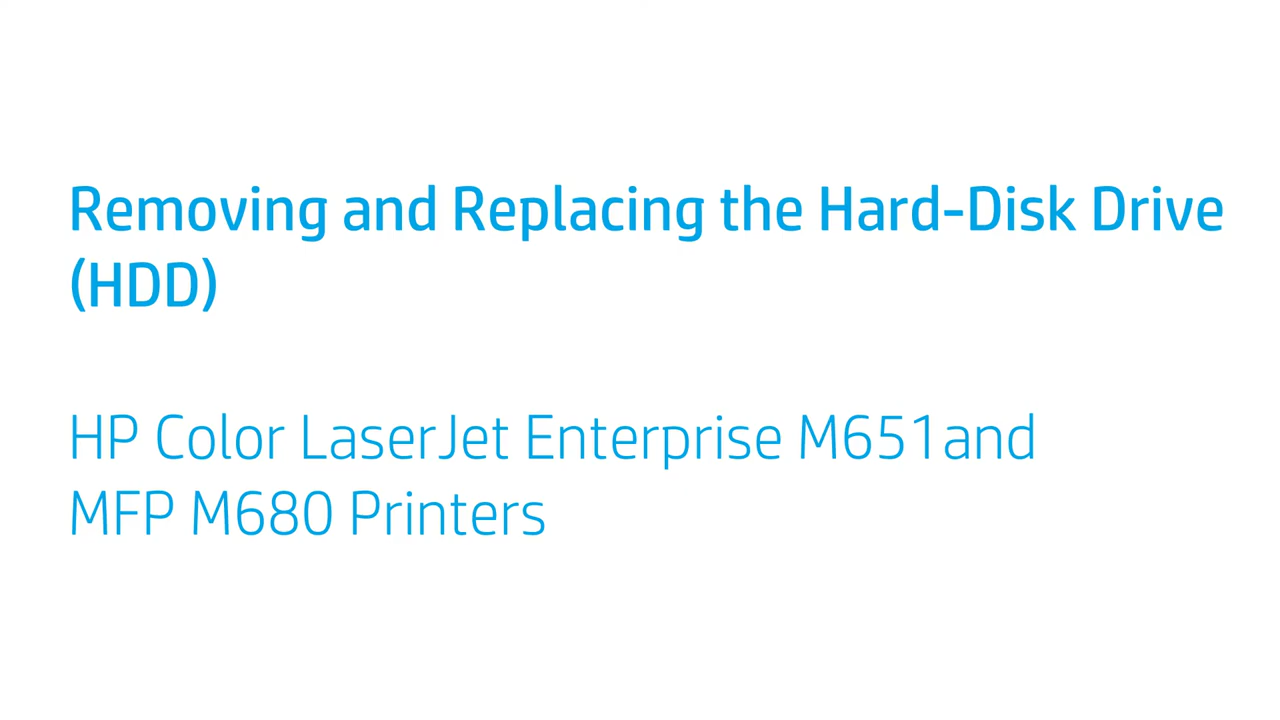 Removing and Replacing the Hard-Disk Drive
(HDD)
HP Color LaserJet Enterprise M651and
MFP M680 Printers